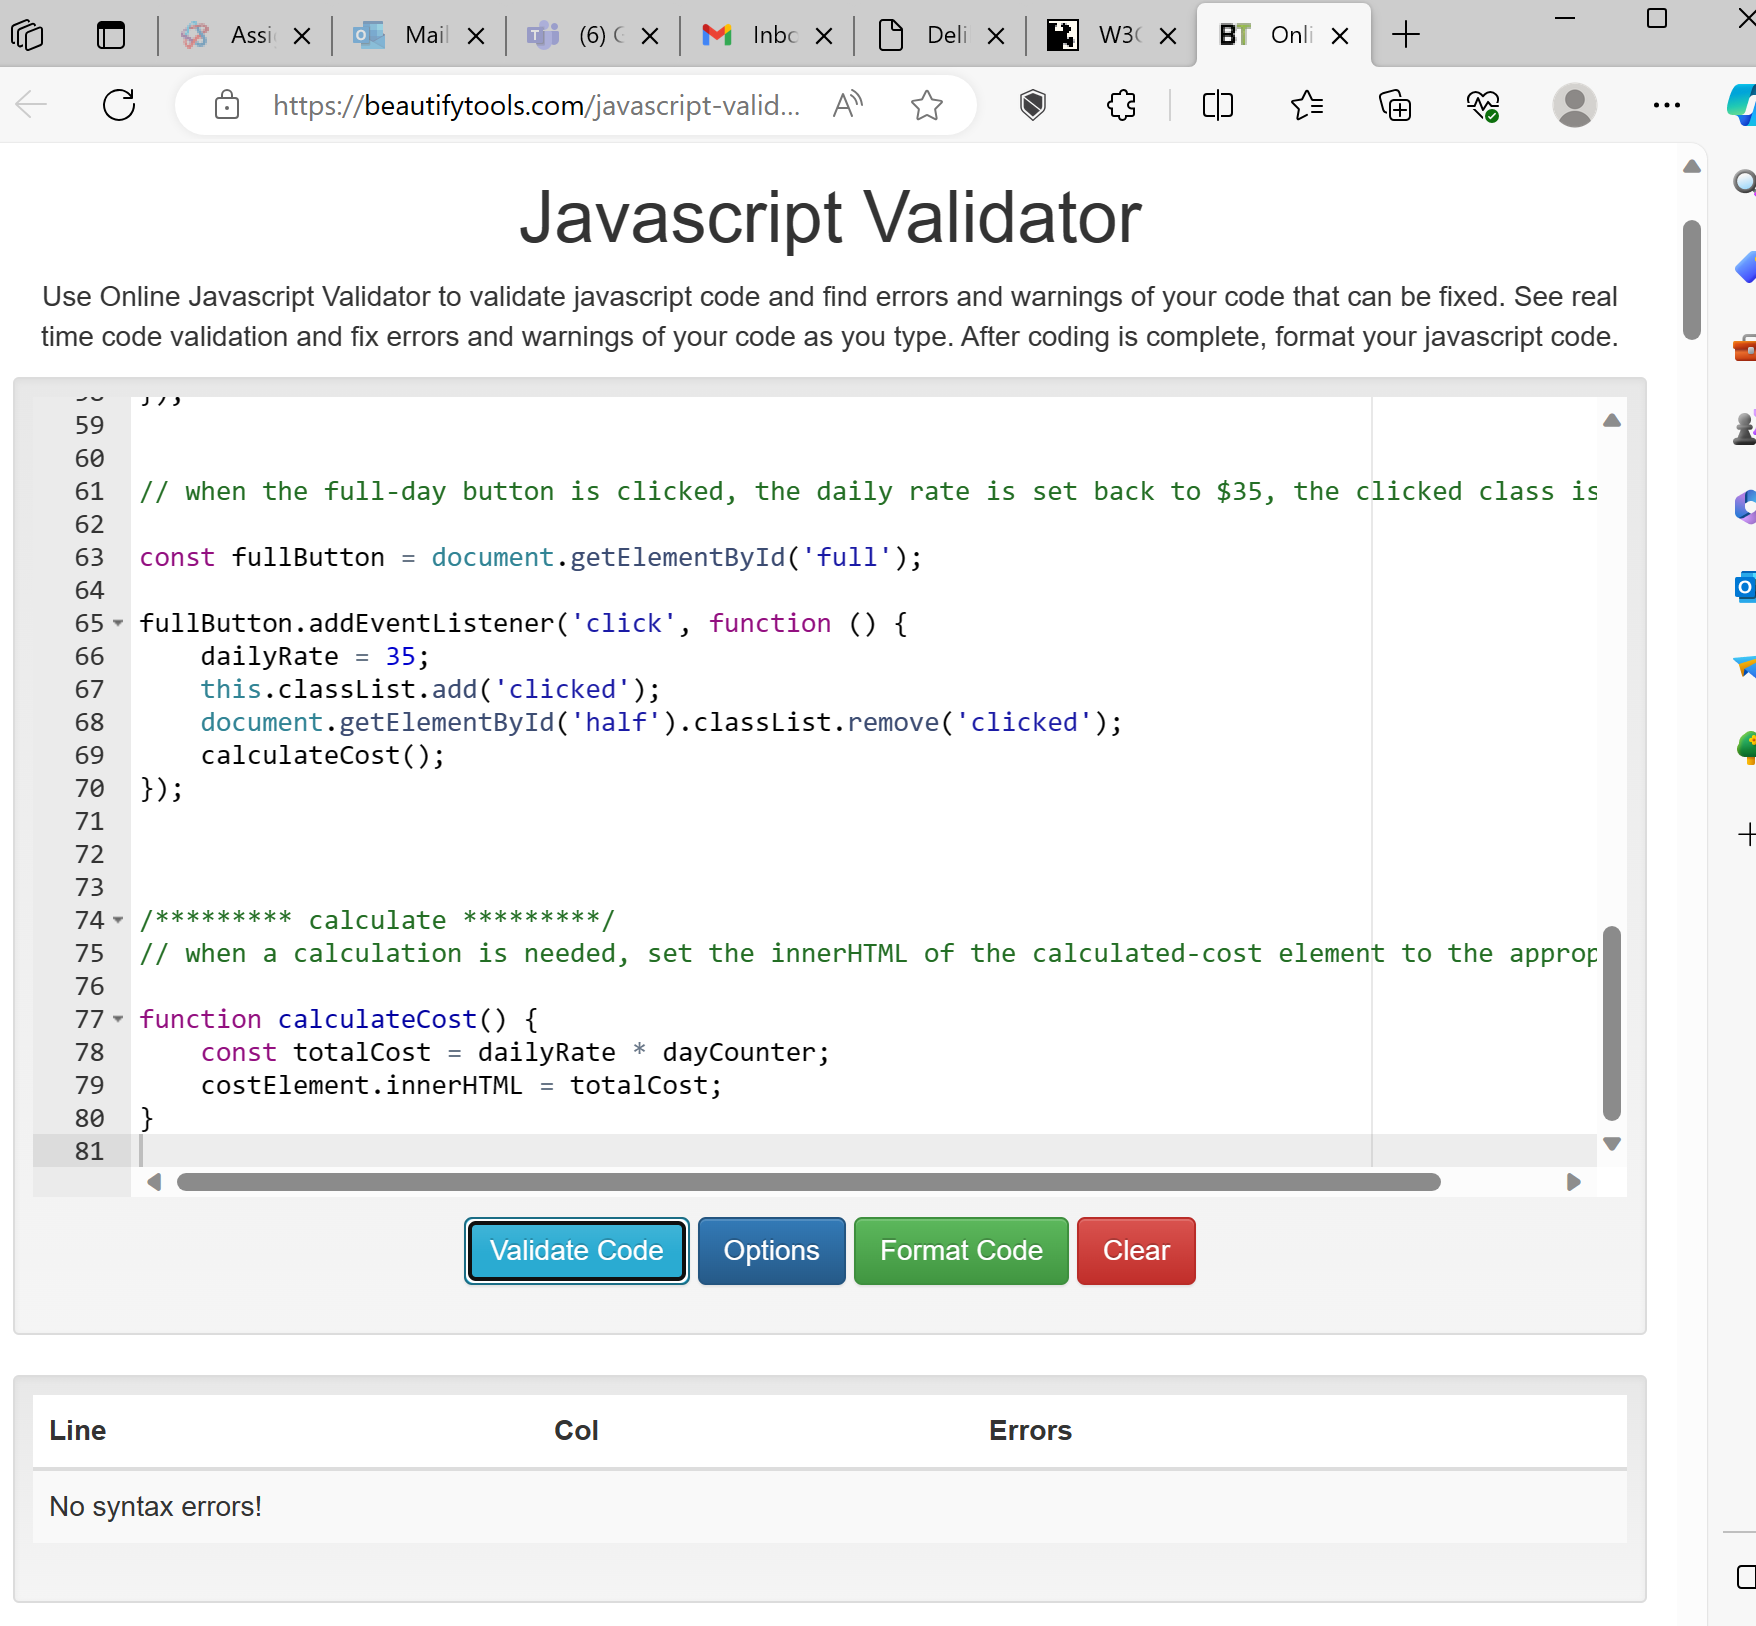 Assi
Mail
(6) G
Inbo
Deli
W3C
BT Onli
https://beautifytools.com/javascript-valid...
Javascript Validator
Use Online Javascript Validator to validate javascript code and find errors and warnings of your code that can be fixed. See real
time code validation and fix errors and warnings of your code as you type. After coding is complete, format your javascript code.
58 });
59
60
61 // when the full-day button is clicked, the daily rate is set back to $35, the clicked class is
62
63 const fullButton = document.getElementById('full');
64
65 fullButton.addEventListener('click', function () {
66 dailyRate = 35;
67 this.classList.add('clicked');
68 document.getElementById('half').classList.remove('clicked');
69 calculateCost();
70 });
71
72
73
74 /********* calculate *********/
75 // when a calculation is needed, set the innerHTML of the calculated-cost element to the approp
76
77 function calculateCost() {
78 const totalCost = dailyRate * dayCounter;
79 costElement.innerHTML = totalCost;
80 }
81
Validate Code Options Format Code Clear
Line Col Errors
No syntax errors!